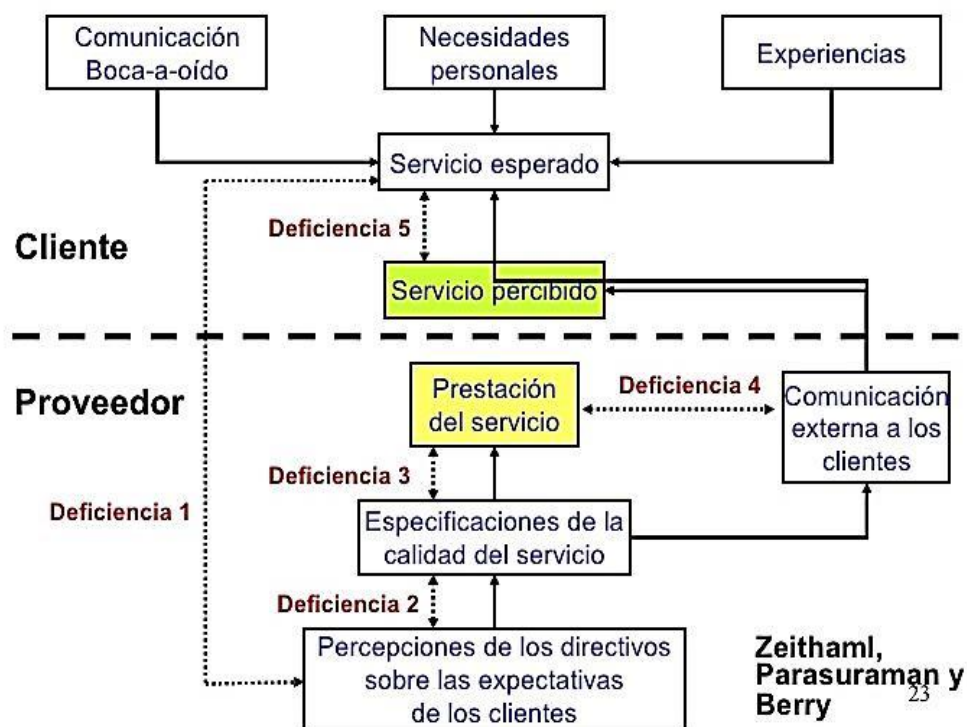 Comunicación
Boca-a-oído
Necesidades
personales
Experiencias
Servicio esperado
Deficiencia 5
Cliente
Servicio percibido
Proveedor
Prestación
del servicio
Deficiencia 4
Comunicación
externa a los
clientes
Deficiencia 3
Deficiencia 1
Especificaciones de la
calidad del servicio
Deficiencia 2
Percepciones de los directivos
sobre las expectativas
de los clientes
Zeithaml,
Parasuraman y
Berry
23